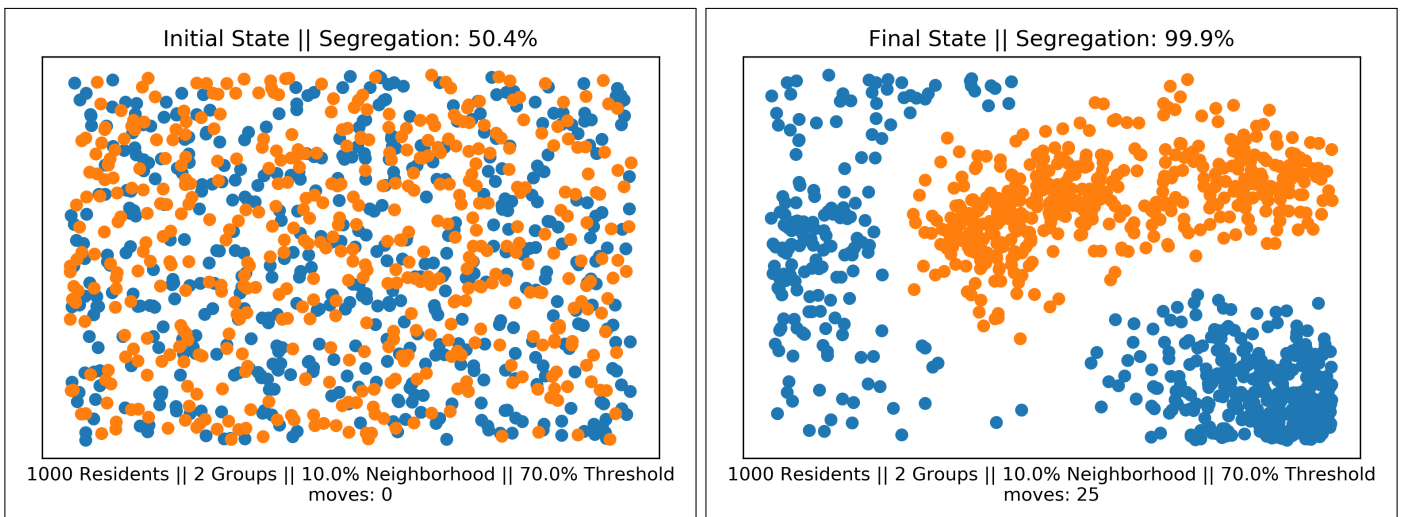 Initial State || Segregation: 50.4%
1000 Residents || 2 Groups || 10.0% Neighborhood || 70.0% Threshold
moves: 0
Final State || Segregation: 99.9%
1000 Residents || 2 Groups || 10.0% Neighborhood || 70.0% Threshold
moves: 25